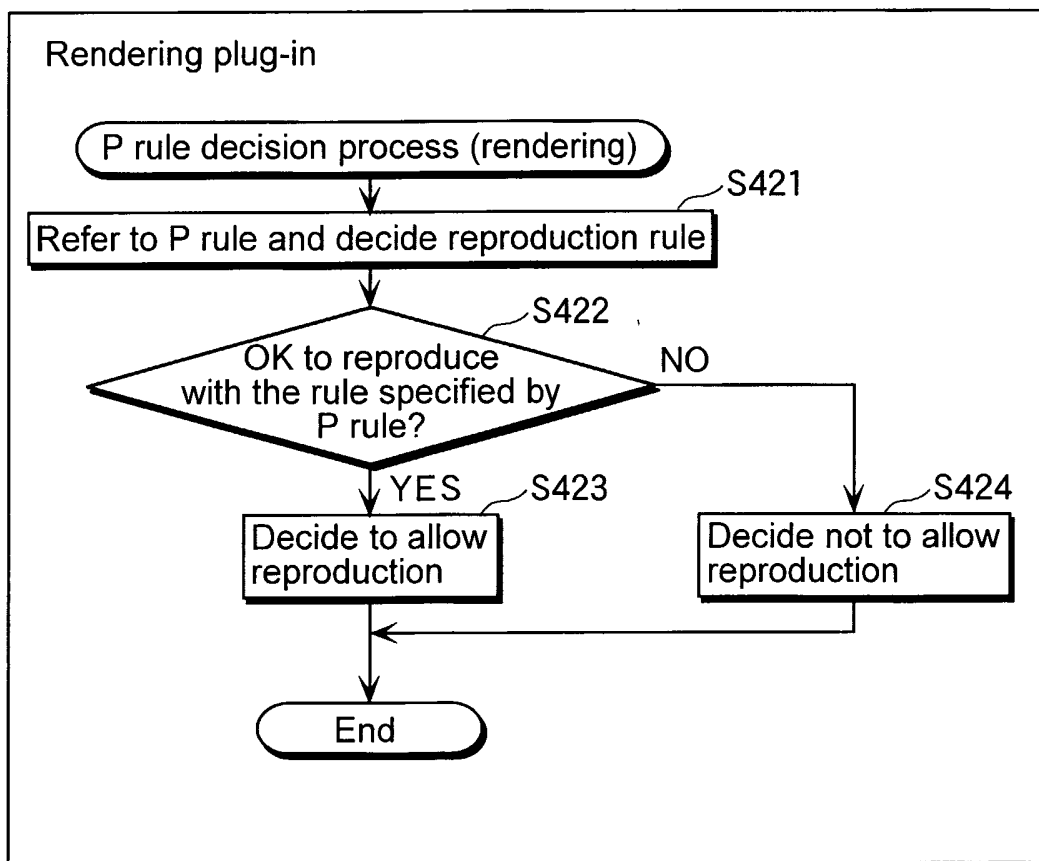 Rendering plug-in
P rule decision process (rendering)
S421
Refer to P rule and decide reproduction rule
S422
OK to reproduce
with the rule specified by
P rule?
NO
YES
S423
Decide to allow
reproduction
S424
Decide not to allow
reproduction
End